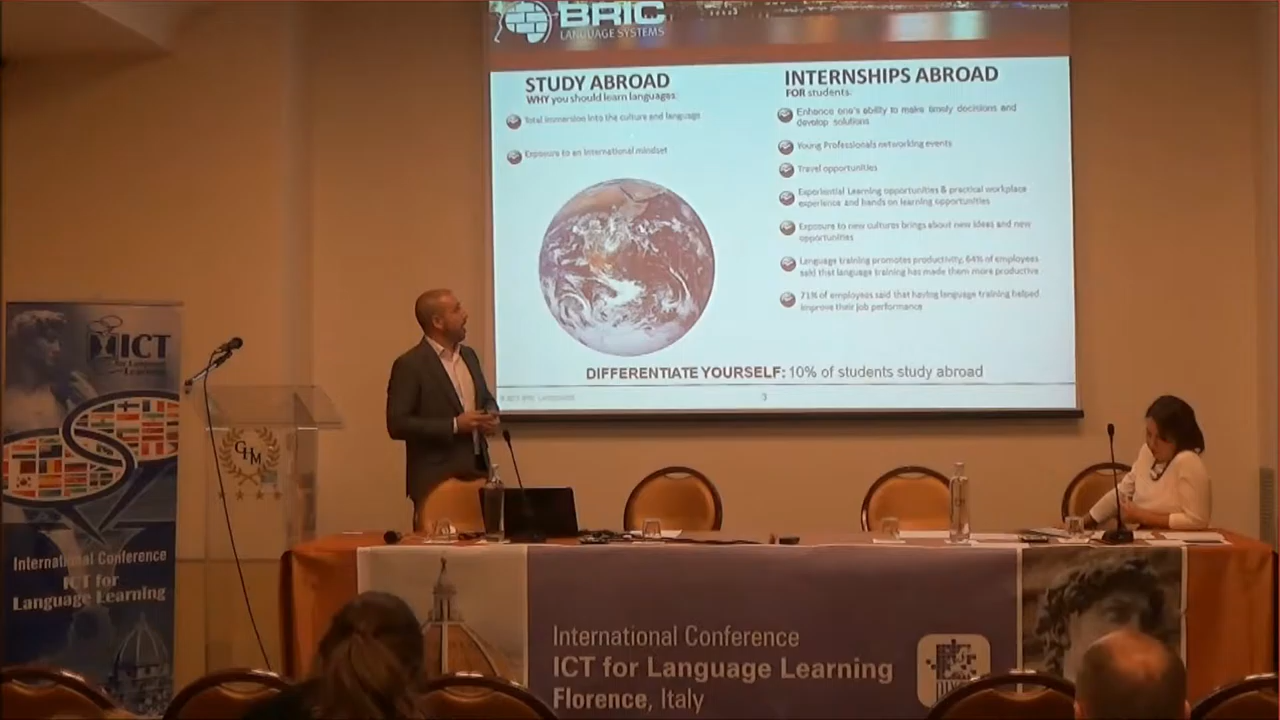 BRIC
LANGUAGE SYSTEMS
STUDY ABROAD
WHY you should learn languages:
Total immersion into the culture and language
Exposure to an international mindset
INTERNSHIPS ABROAD
FOR students:
Enhance one's ability to make timely decisions and
develop solutions
Young Professionals networking events
Travel opportunities
Experiential Learning opportunities & practical workplace
experience and hands on learning opportunities
Exposure to new cultures brings about new ideas and new
opportunities
Language training promotes productivity, 64% of employees
said that language training has made them more productive
71% of employees said that having language training helped
improve their job performance
DIFFERENTIATE YOURSELF: 10% of students study abroad
3
ICT
for Language
Learning
International Conference
ICT for
Language Learning
CHM
International Conference
ICT for Language Learning
Florence, Italy